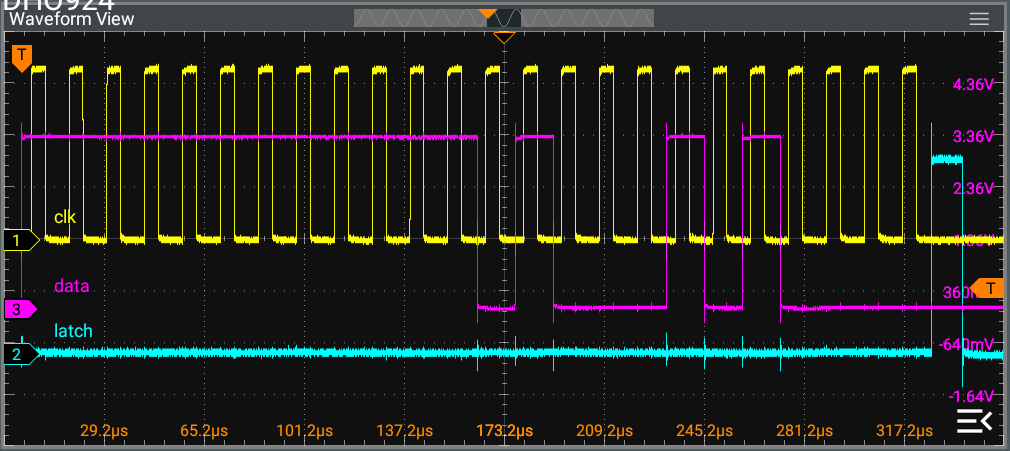 DHO924
Waveform View
T
4.36V
3.36V
2.36V
clk
1
data
360m
T
3
latch
2
-640mV
-1.64V
29.2µs 65.2µs 101.2µs 137.2µs 173.2µs 209.2µs 245.2µs 281.2µs 317.2µs